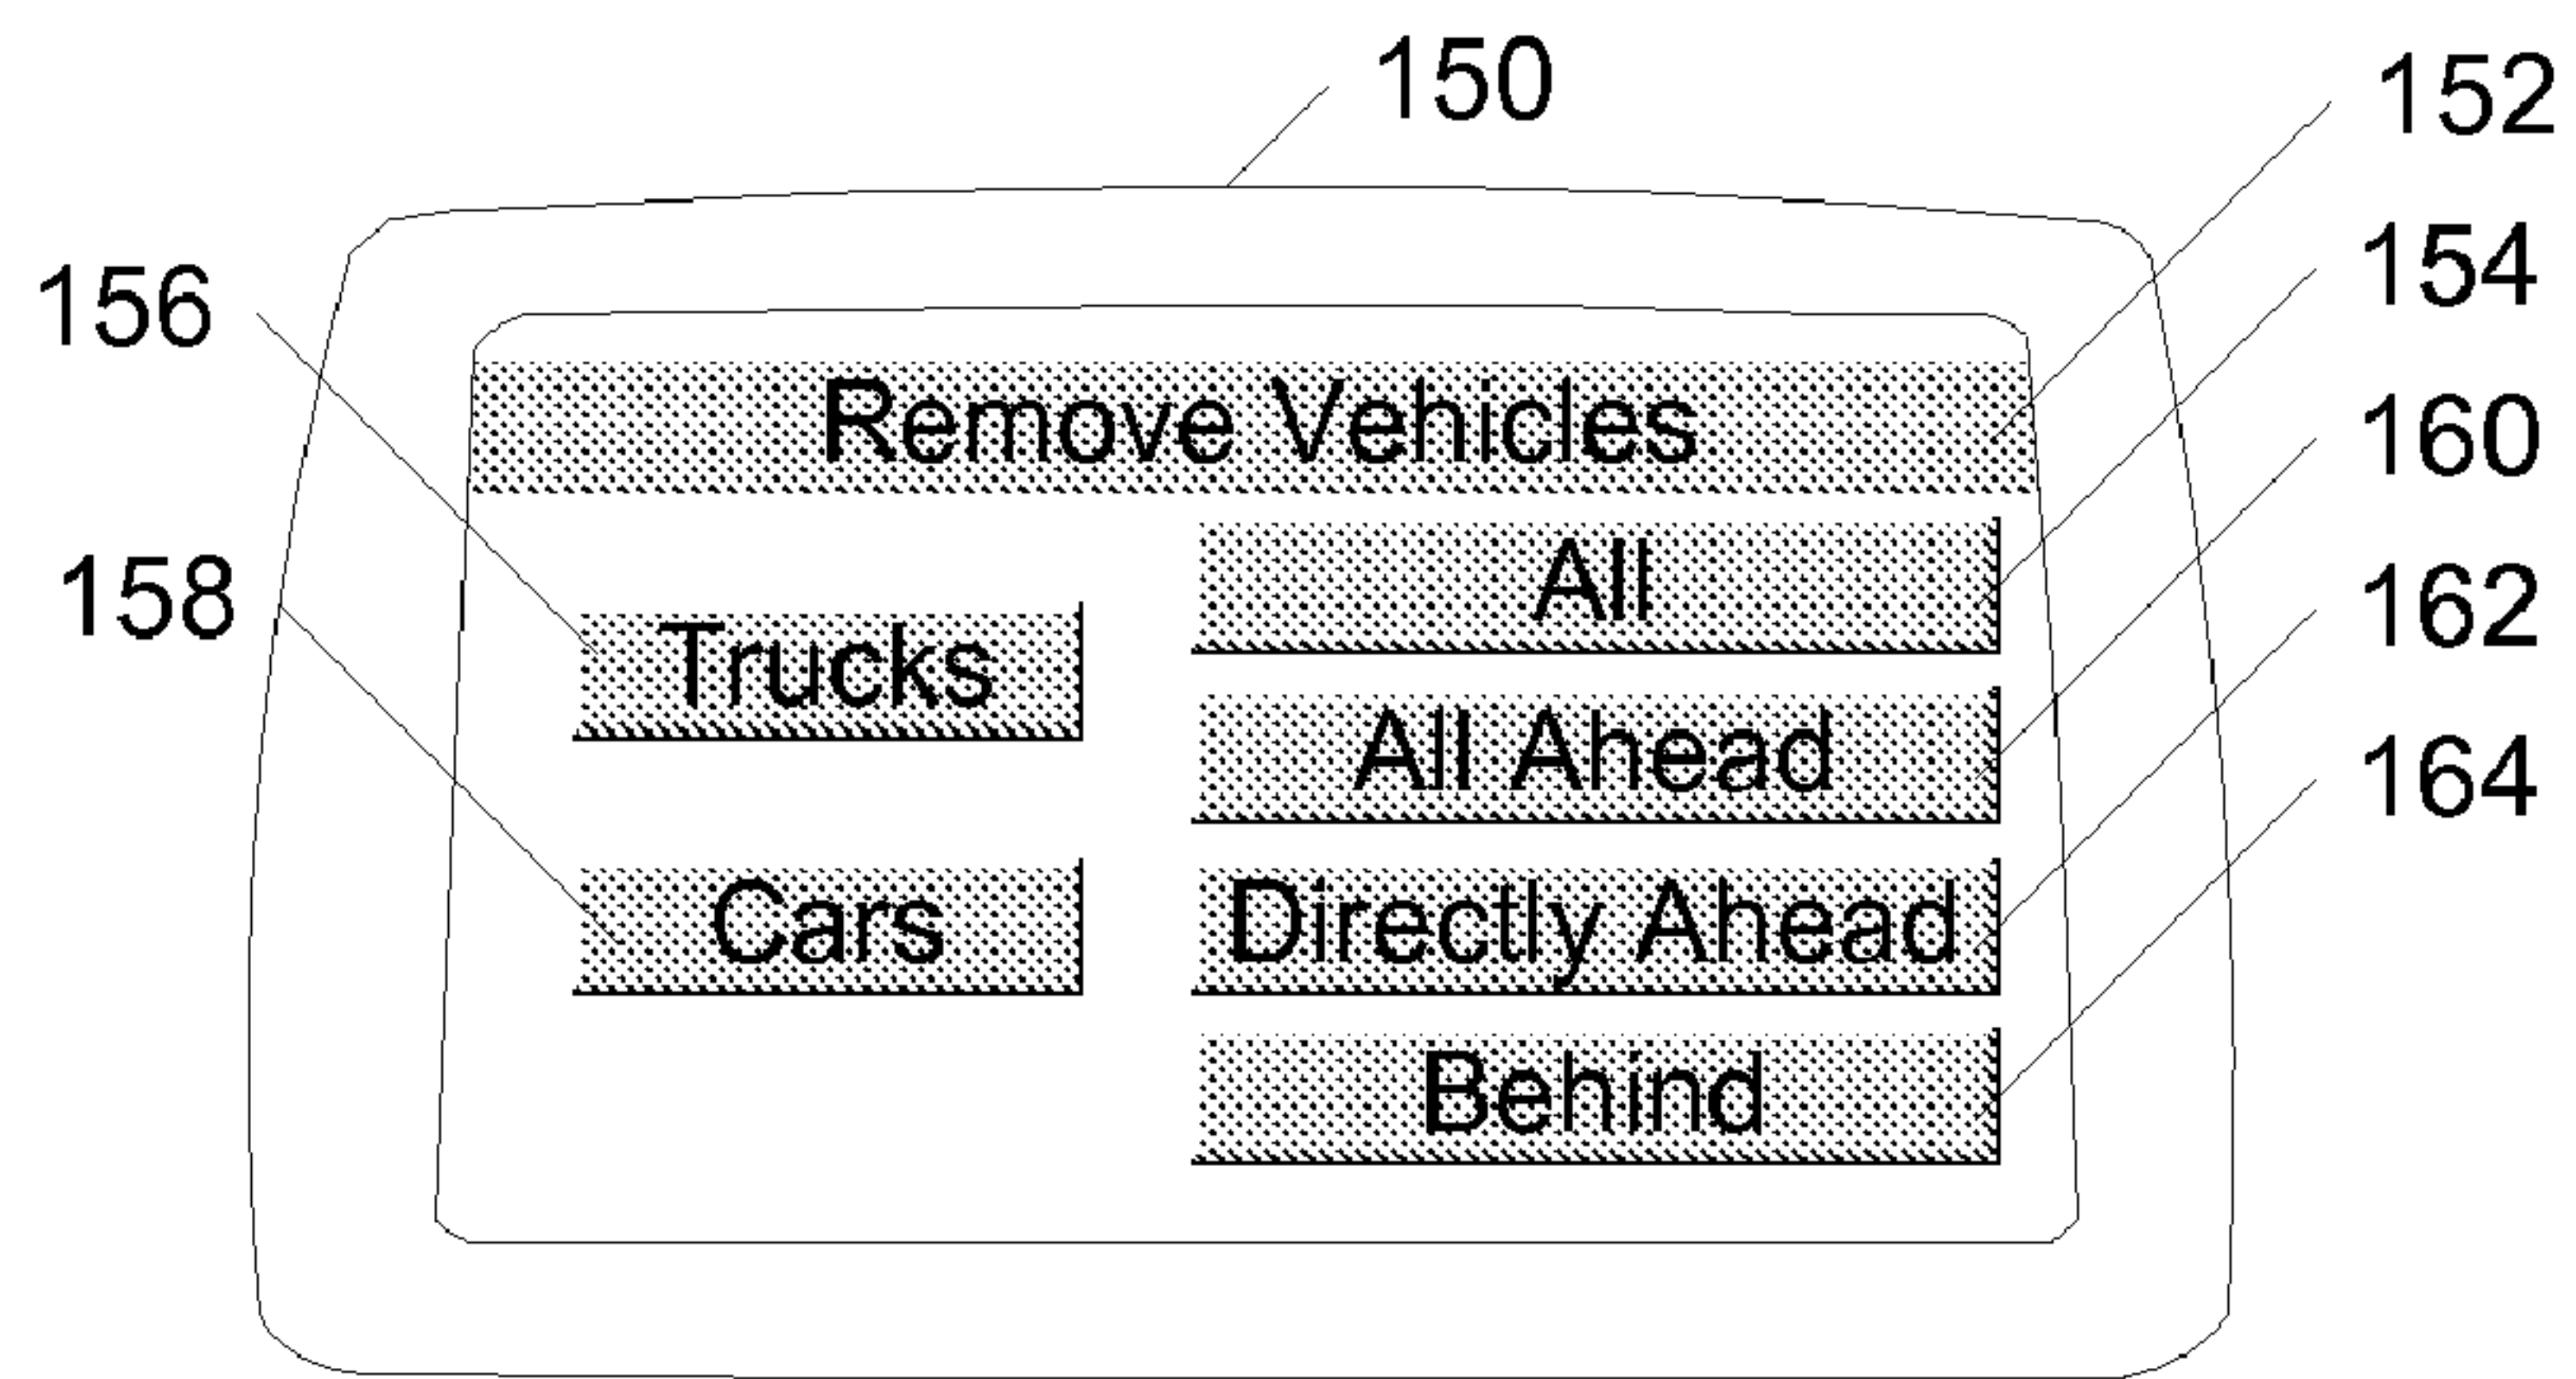 150
152
154
156
160
158
162
164
Remove Vehicles
All
Trucks
All Ahead
Cars
Directly Ahead
Behind